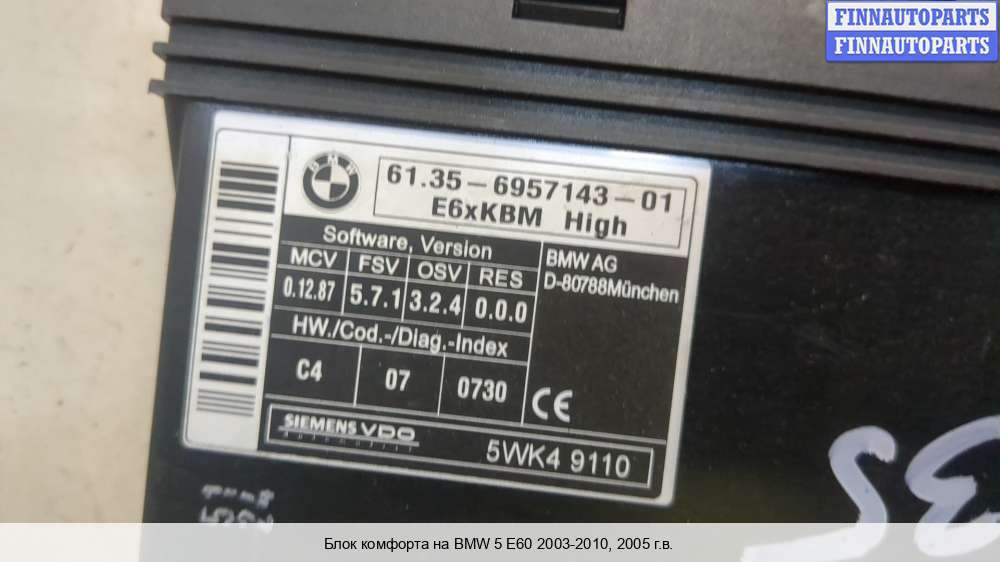 FINNAUTOPARTS
FINNAUTOPARTS
BMW
61.35-6957143-01
E6xKBM High
Software, Version
MCV FSV OSV RES
0.12.87 5.7.1 3.2.4 0.0.0
HW./Cod.-/Diag.-Index
C4 07 0730
BMW AG
D-80788München
CE
SIEMENS VDO
Automotive
5WK4 9110
Блок комфорта на BMW 5 E60 2003-2010, 2005 г.в.